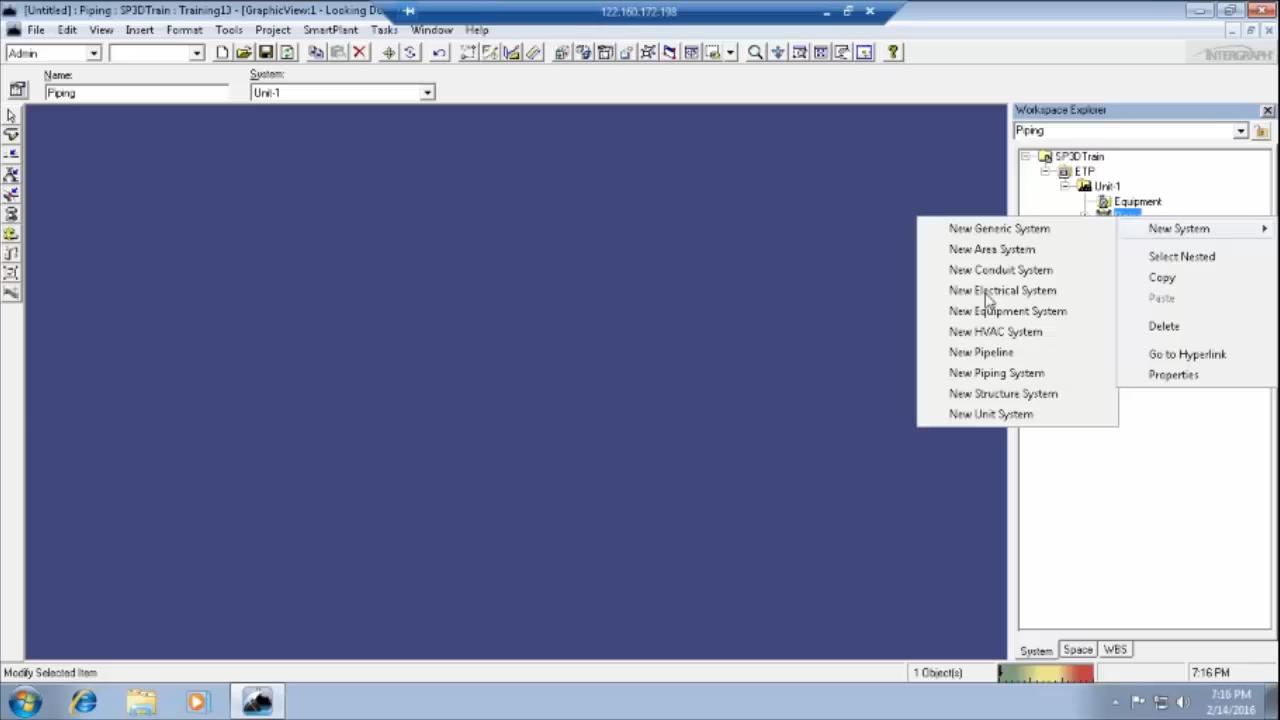 [Untitled] : Piping : SP3DTrain : Training13 - [GraphicView:1 - Looking Do
122.160.172.198
File Edit View Insert Format Tools Project SmartPlant Tasks Window Help
Admin
INTERGRAPH
Name:
System:
Piping
Unit-1
Workspace Explorer
Piping
SP3DTrain
ETP
Unit-1
Equipment
New Generic System
New Area System
New Conduit System
New Electrical System
New Equipment System
New HVAC System
New Pipeline
New Piping System
New Structure System
New Unit System
New System
Select Nested
Copy
Paste
Delete
Go to Hyperlink
Properties
System Space WBS
Modify Selected Item
1 Object(s)
7:16 PM
7:16 PM
2/14/2016